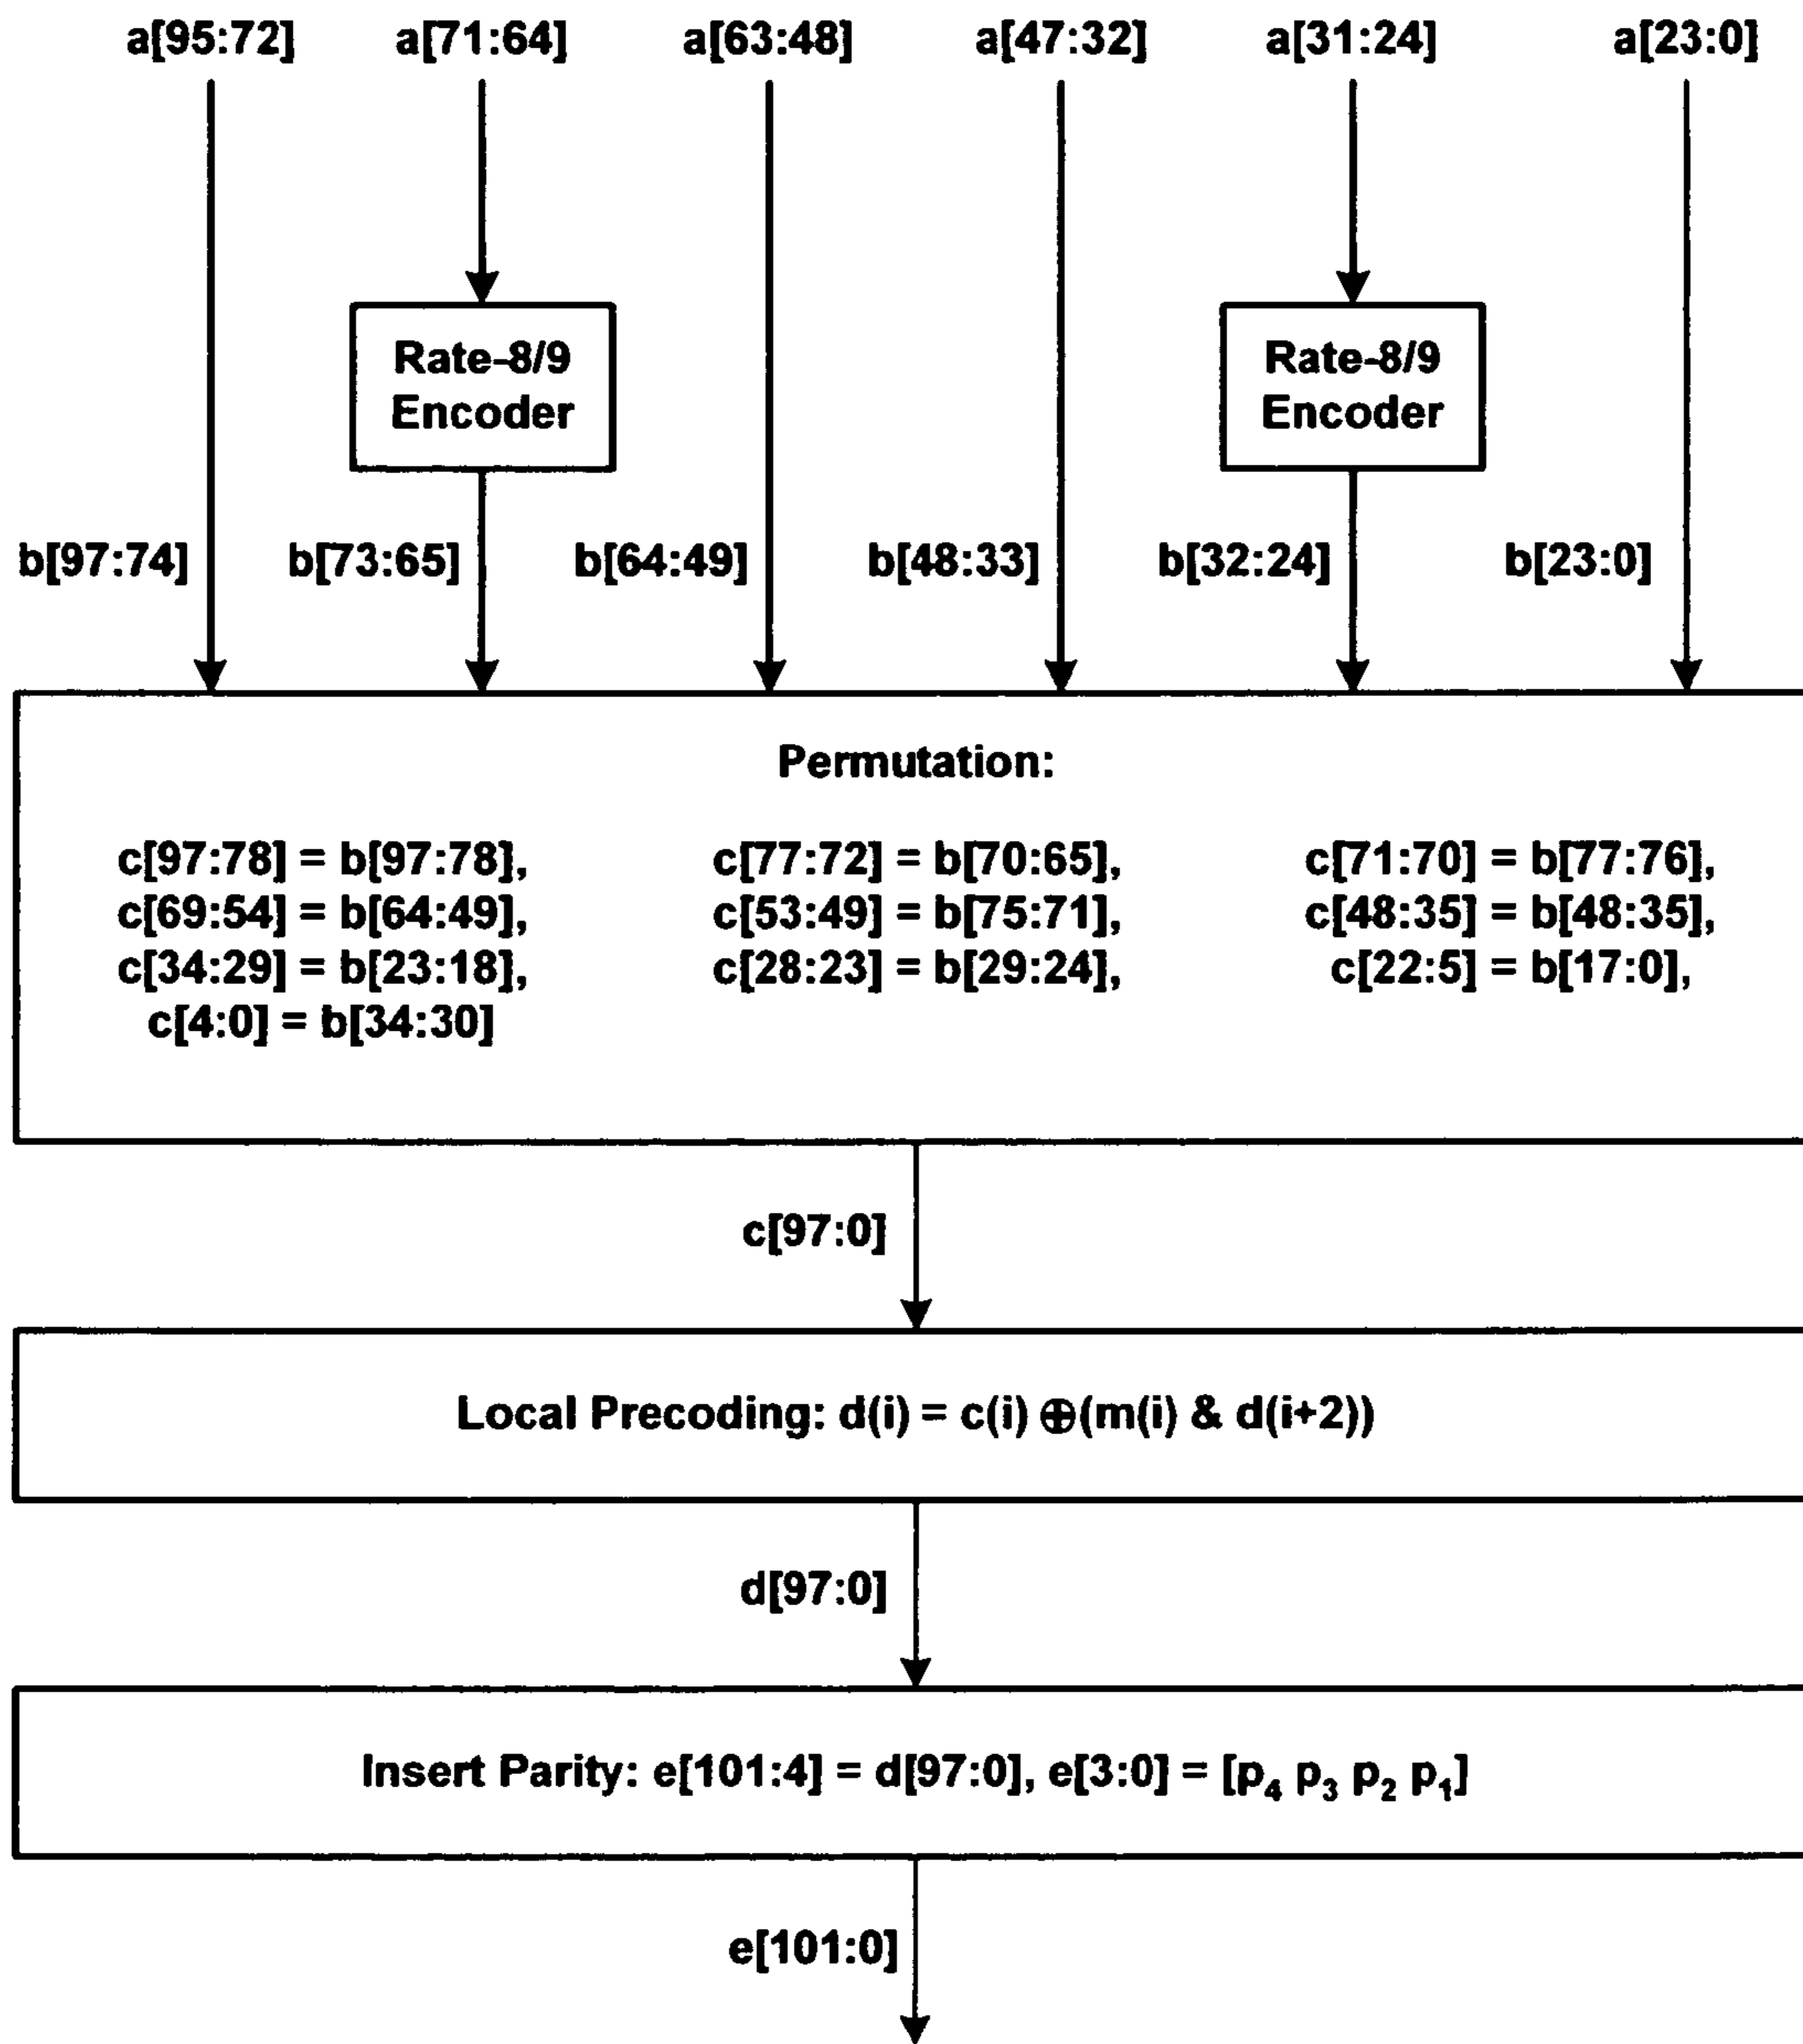 a[95:72] a[71:64] a[63:48] a[47:32] a[31:24] a[23:0]
Rate-8/9 Rate-8/9
Encoder Encoder
b[97:74] b[73:65] b[64:49] b[48:33] b[32:24] b[23:0]
Permutation:
c[97:78] = b[97:78], c[77:72] = b[70:65], c[71:70] = b[77:76],
c[69:54] = b[64:49], c[53:49] = b[75:71], c[48:35] = b[48:35],
c[34:29] = b[23:18], c[28:23] = b[29:24], c[22:5] = b[17:0],
c[4:0] = b[34:30]
c[97:0]
Local Precoding: d(i) = c(i) ⊕(m(i) & d(i+2))
d[97:0]
Insert Parity: e[101:4] = d[97:0], e[3:0] = [p₄ p₃ p₂ p₁]
e[101:0]